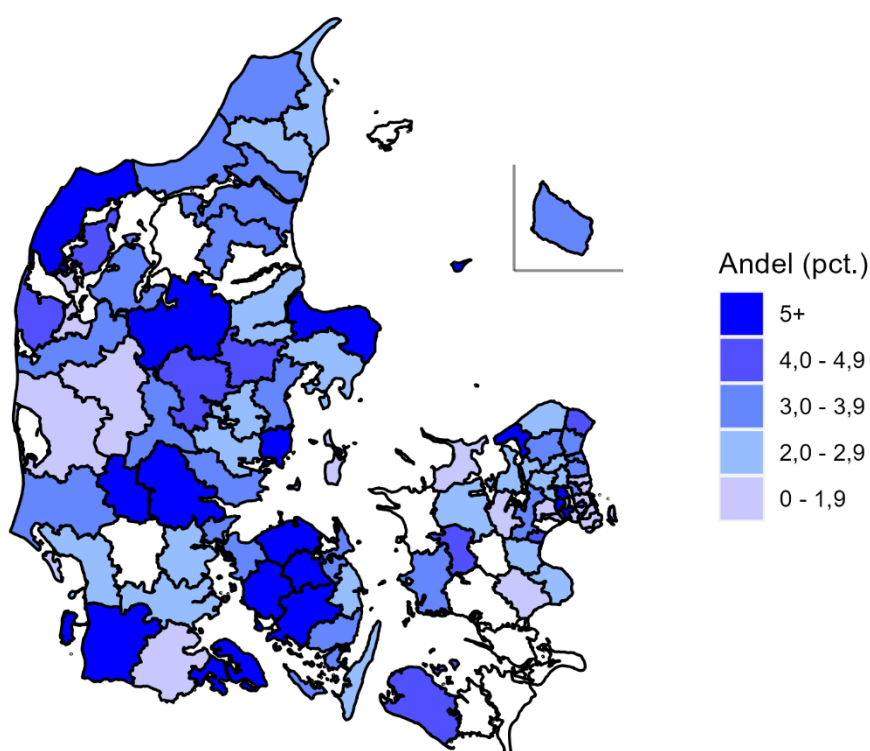 Andel (pct.)
5+
4,0 - 4,9
3,0 - 3,9
2,0 - 2,9
0 - 1,9